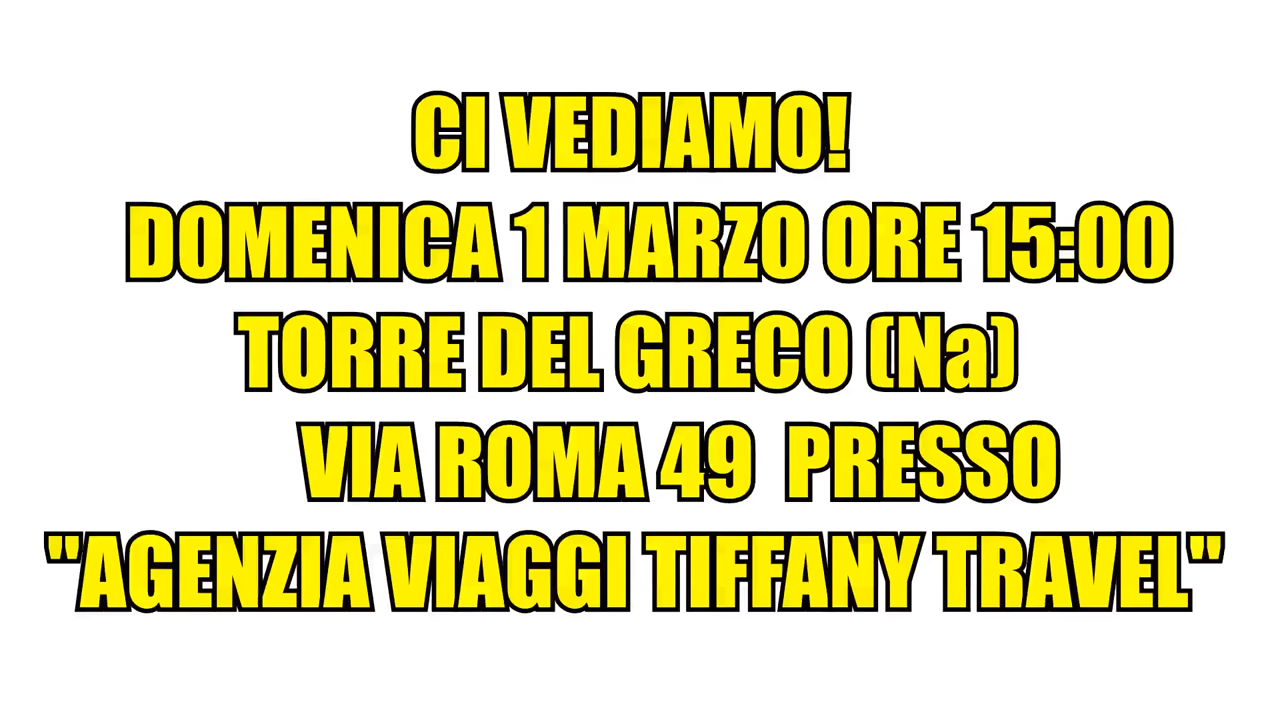 CI VEDIAMO!
DOMENICA 1 MARZO ORE 15:00
TORRE DEL GRECO (Na)
VIA ROMA 49 PRESSO
"AGENZIA VIAGGI TIFFANY TRAVEL"